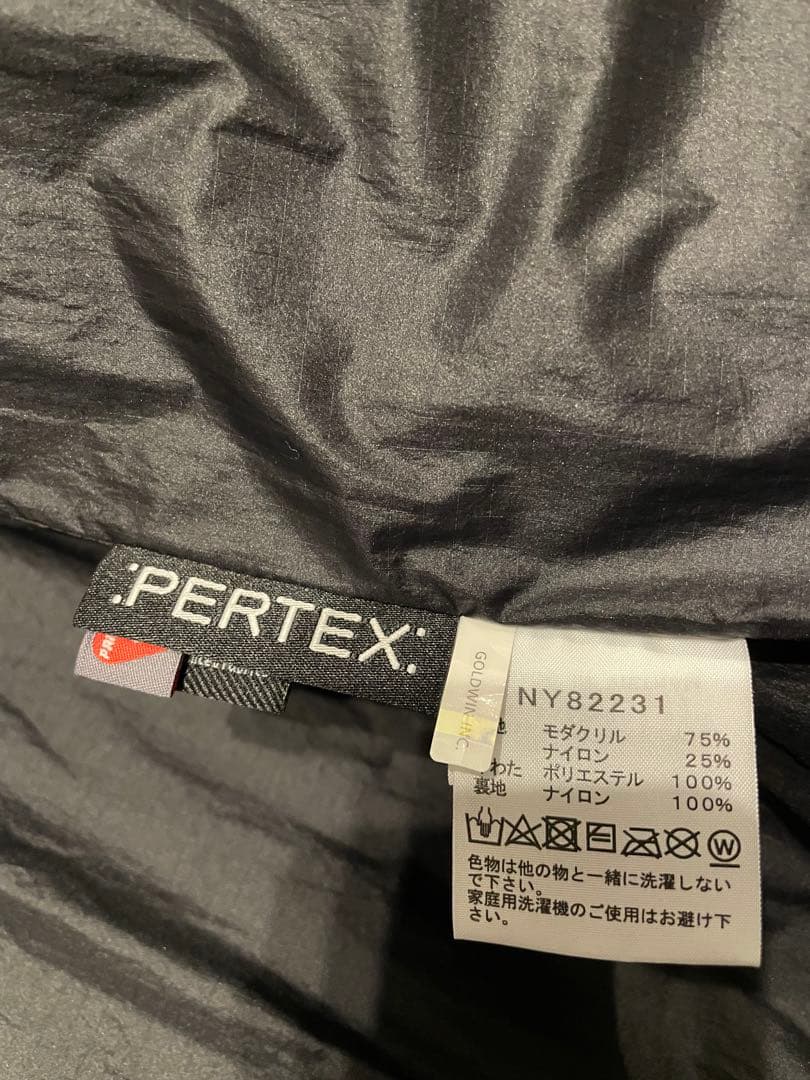 :PERTEX:
GOLDWIN INC.
NY82231
地 モダクリル 75%
ナイロン 25%
わた ポリエステル 100%
裏地 ナイロン 100%
W
色物は他の物と一緒に洗濯しない
で下さい。
家庭用洗濯機のご使用はお避け下
さい。